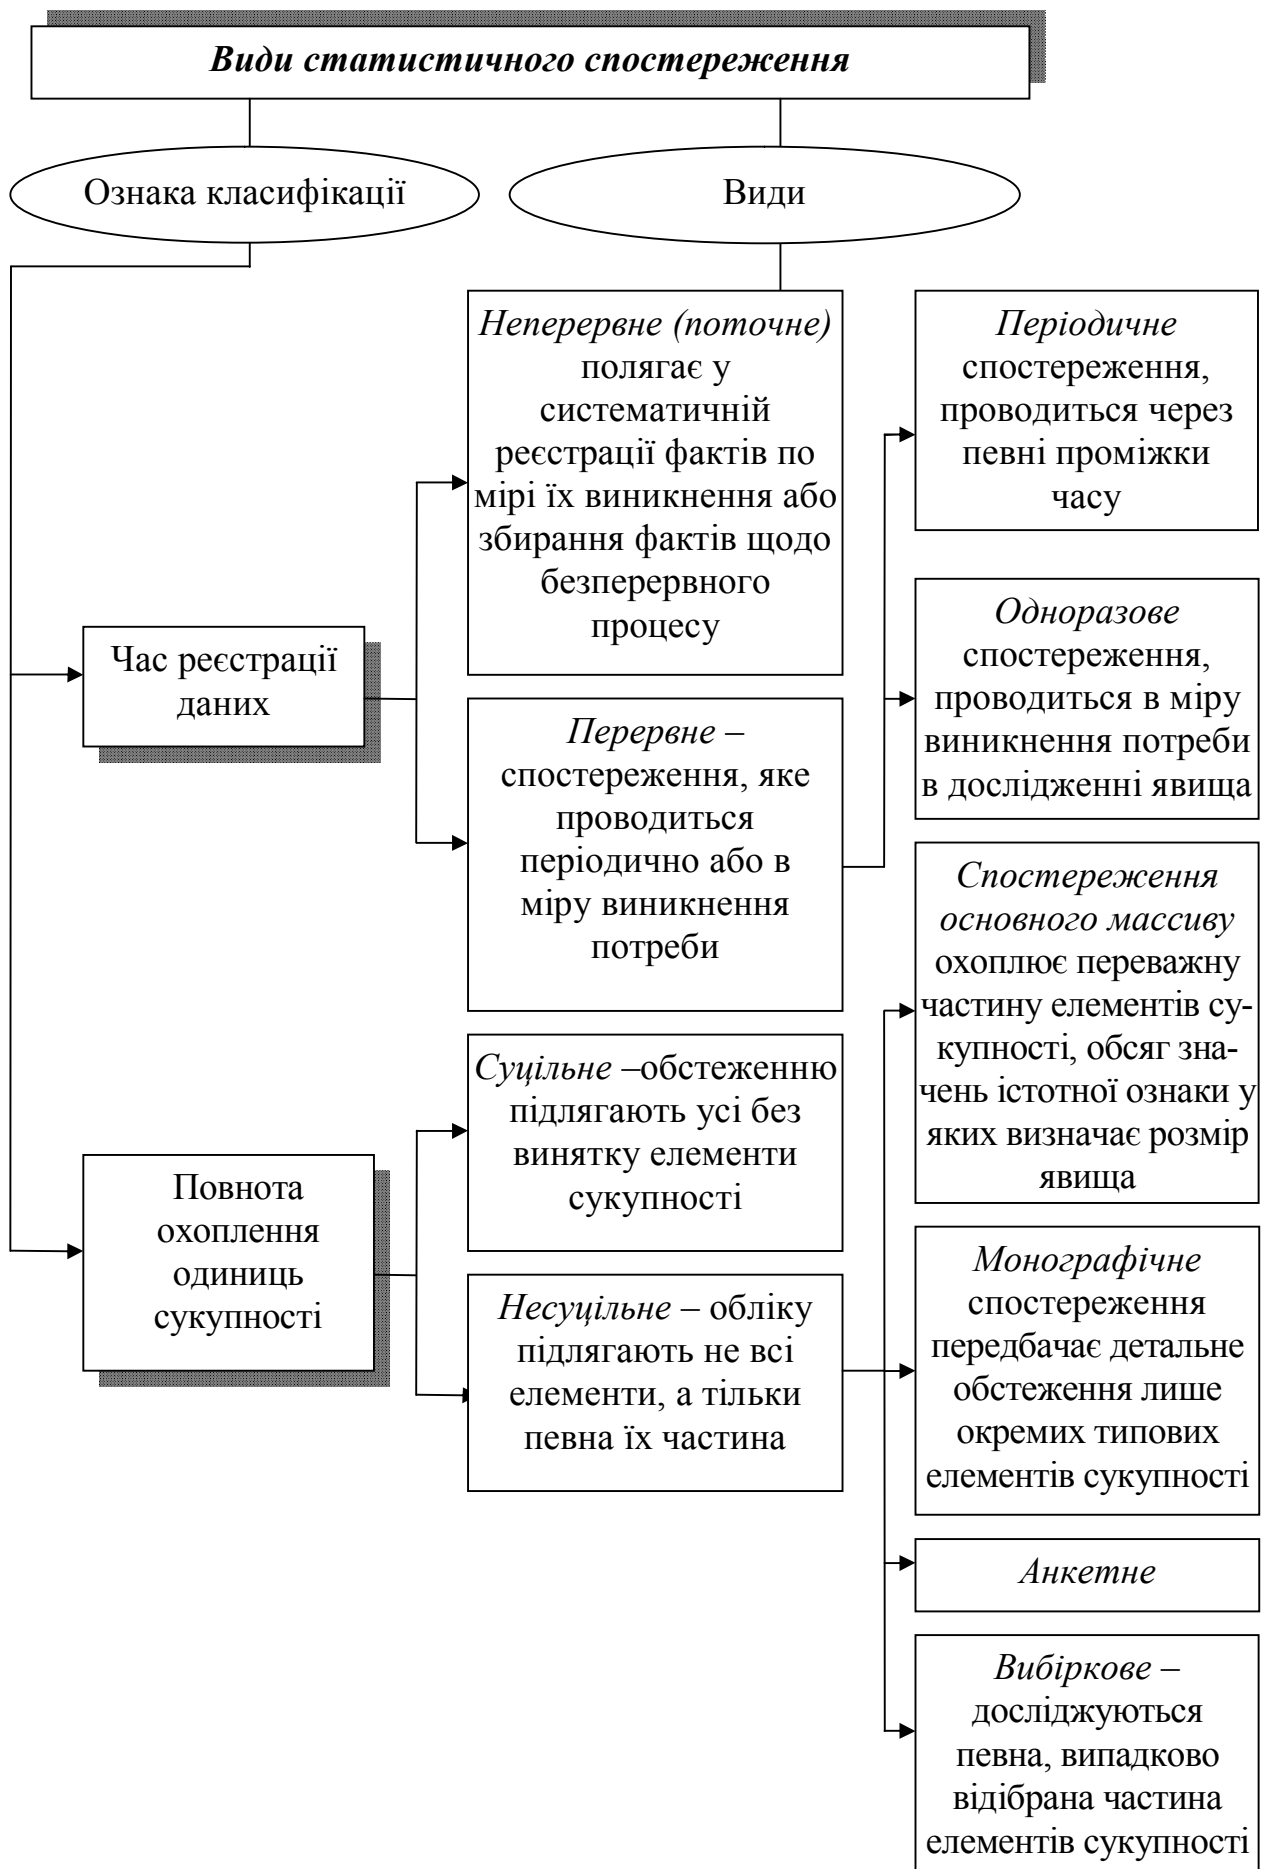 Види статистичного спостереження
Ознака класифікації
Види
Час реєстрації
даних
Неперервне (поточне)
полягає у
систематичній
реєстрації фактів по
мірі їх виникнення або
збирання фактів щодо
безперервного
процесу
Перервне –
спостереження, яке
проводиться
періодично або в
міру виникнення
потреби
Періодичне
спостереження,
проводиться через
певні проміжки
часу
Одноразове
спостереження,
проводиться в міру
виникнення потреби
в дослідженні явища
Повнота
охоплення
одиниць
сукупності
Суцільне –обстеженню
підлягають усі без
винятку елементи
сукупності
Несуцільне – обліку
підлягають не всі
елементи, а тільки
певна їх частина
Спостереження
основного массиву
охоплює переважну
частину елементів су-
купності, обсяг зна-
чень істотної ознаки у
яких визначає розмір
явища
Монографічне
спостереження
передбачає детальне
обстеження лише
окремих типових
елементів сукупності
Анкетне
Вибіркове –
досліджуються
певна, випадково
відібрана частина
елементів сукупності